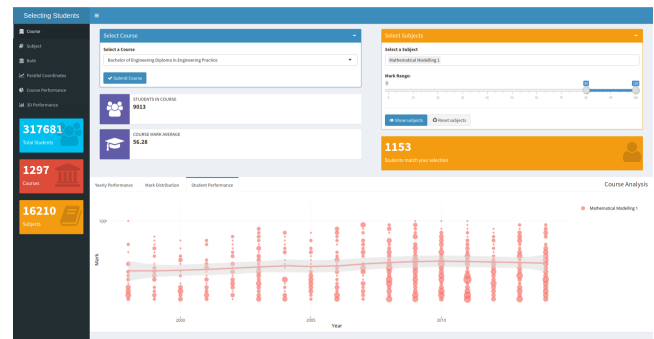 Selecting Students
Course
Subject
Both
Parallel Coordinates
Course Performance
3D Performance
317681
Total Students
1297
Courses
16210
Subjects
Select Course
Select a Course
Bachelor of Engineering Diploma in Engineering Practice
Submit Course
STUDENTS IN COURSE
9013
COURSE MARK AVERAGE
56.28
Select Subjects
Select a Subject
Mathematical Modelling 1
Mark Range:
0
Show subjects
Reset subjects
1153
Students match your selection
Yearly Performance Mark Distribution Student Performance
Course Analysis
Mathematical Modelling 1
100
Mark
2000 2005 2010
Year